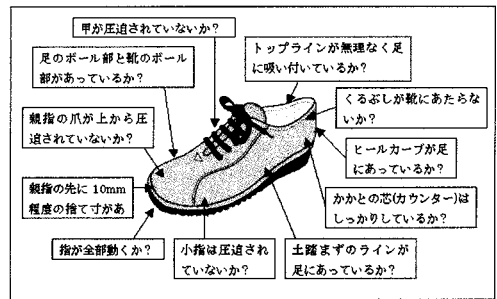 甲が圧迫されていないか?
足のボール部と靴のボール
部があっているか?
トップラインが無理なく足
に吸い付いているか?
くるぶしが靴にあたらな
いか?
親指の爪が上から圧
迫されていないか?
ヒールカーブが足
にあっているか?
親指の先に 10mm
程度の捨て寸があ
かかとの芯(カウンター)は
しっかりしているか?
指が全部動くか?
小指は圧迫され
ていないか?
土踏まずのラインが
足にあっているか?